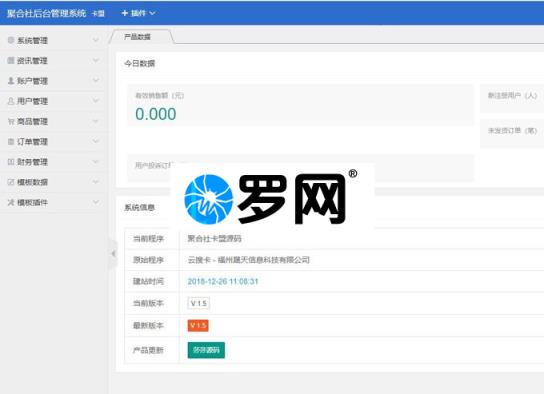 聚合社后台管理系统 卡盟 + 插件
系统管理
资讯管理
账户管理
用户管理
商品管理
订单管理
财务管理
模板数据
模板插件
产品数据
今日数据
有效销售额（元）
0.000
新注册用户（人）
未发货订单（笔）
用户投诉订
罗网®
系统信息
当前程序 聚合社卡盟源码
原始程序 云搜卡 - 福州晟天信息科技有限公司
建站时间 2018-12-26 11:08:31
当前版本 V 1.5
最新版本 V 1.5
产品更新 莎莎源码